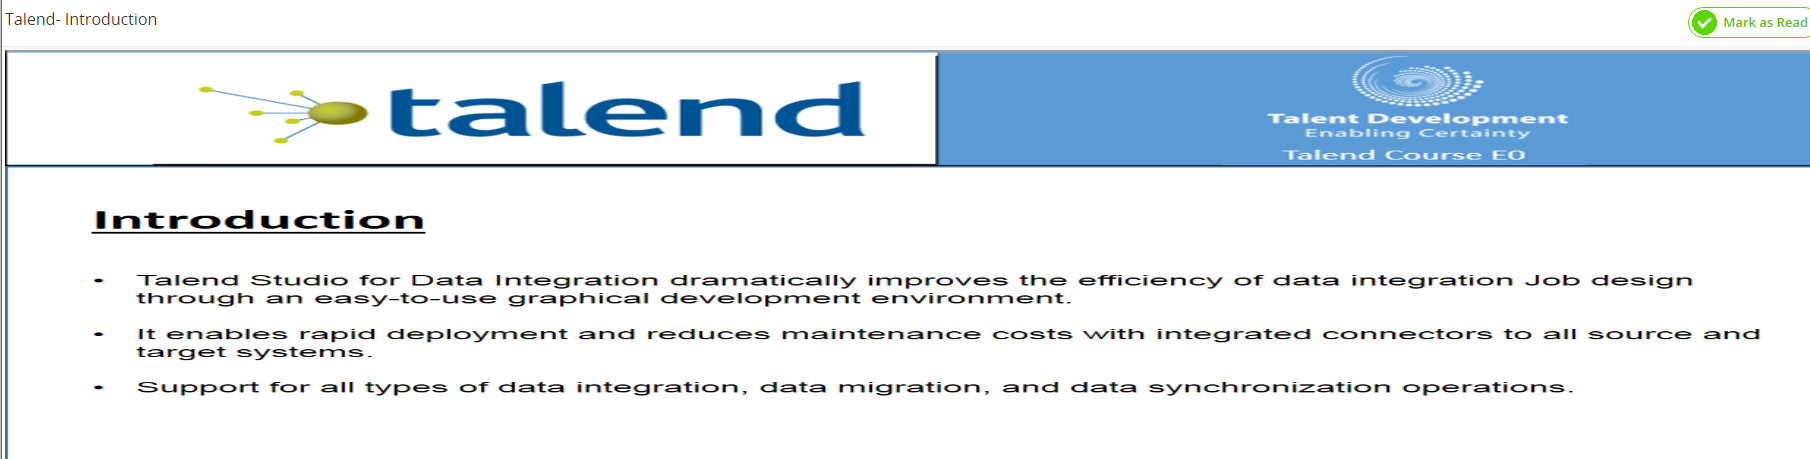 Talend- Introduction
Mark as Read
talend
Talent Development
Enabling Certainty
Talend Course E0
Introduction
• Talend Studio for Data Integration dramatically improves the efficiency of data integration Job design
through an easy-to-use graphical development environment.
• It enables rapid deployment and reduces maintenance costs with integrated connectors to all source and
target systems.
• Support for all types of data integration, data migration, and data synchronization operations.